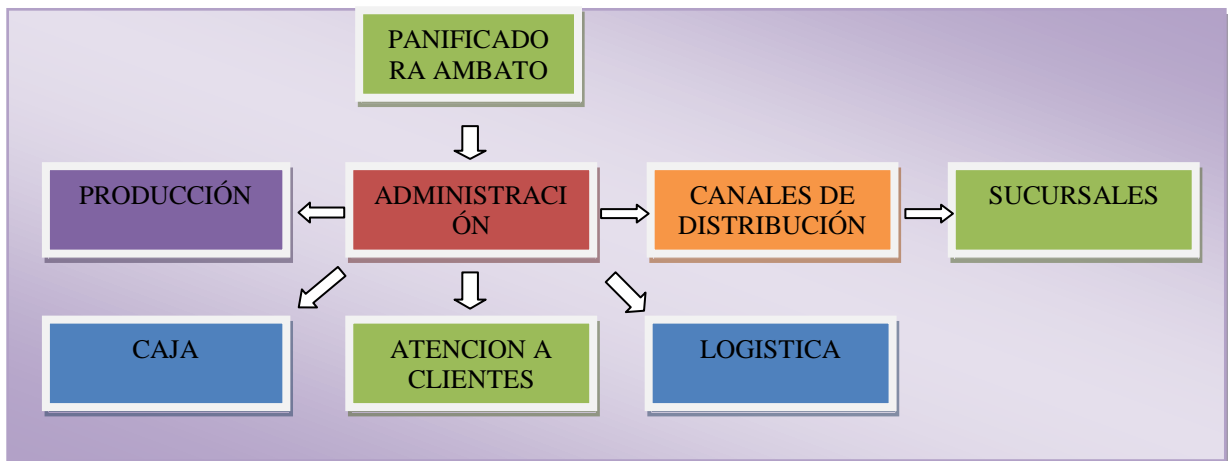 PANIFICADO
RA AMBATO
PRODUCCIÓN
ADMINISTRACI
ÓN
CANALES DE
DISTRIBUCIÓN
SUCURSALES
CAJA
ATENCION A
CLIENTES
LOGISTICA